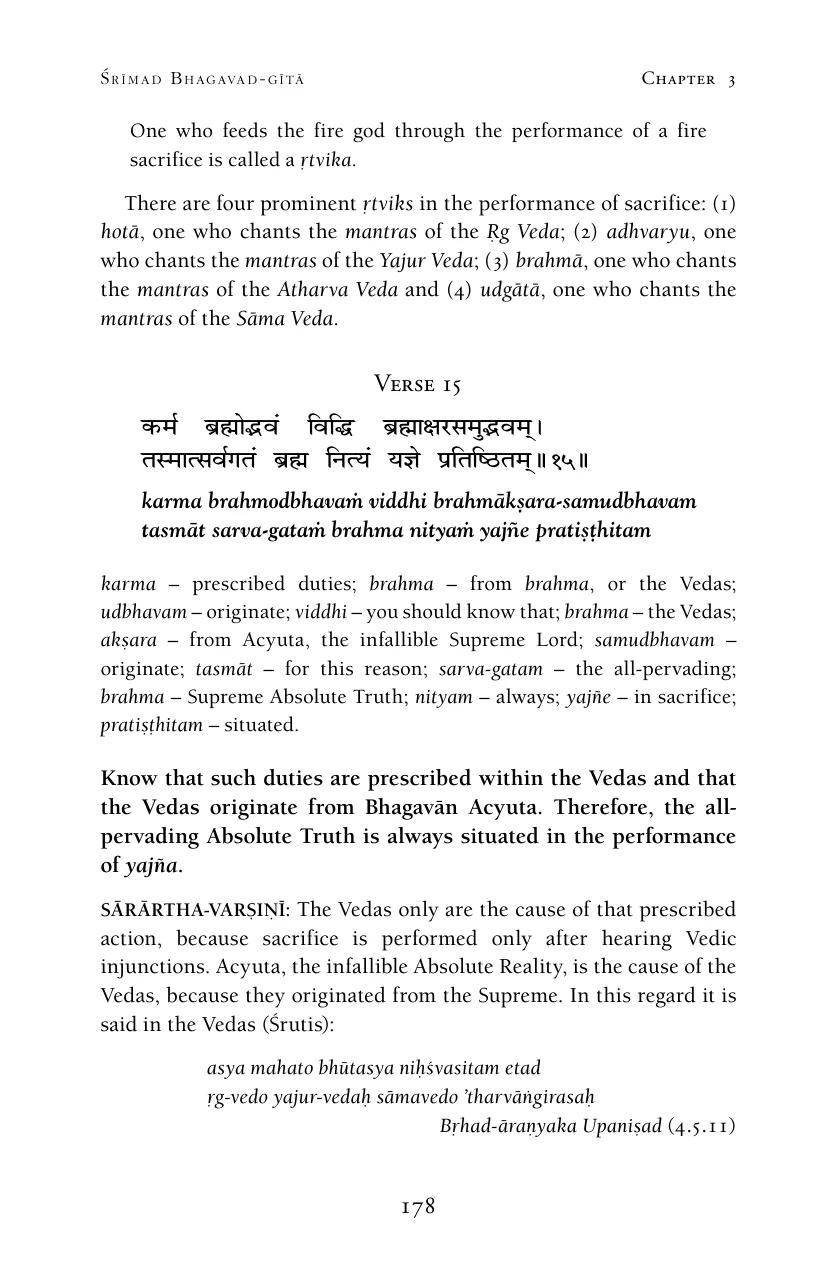 Śrīmad Bhagavad-gītā Chapter 3
One who feeds the fire god through the performance of a fire
sacrifice is called a ṛtvika.
There are four prominent ṛtviks in the performance of sacrifice: (1)
hotā, one who chants the mantras of the Ṛg Veda; (2) adhvaryu, one
who chants the mantras of the Yajur Veda; (3) brahmā, one who chants
the mantras of the Atharva Veda and (4) udgātā, one who chants the
mantras of the Sāma Veda.
Verse 15
कर्म ब्रह्मोद्भवं विद्धि ब्रह्माक्षरसमुद्भवम्।
तस्मात्सर्वगतं ब्रह्म नित्यं यज्ञे प्रतिष्ठितम्॥१५॥
karma brahmodbhavaṁ viddhi brahmākṣara-samudbhavam
tasmāt sarva-gataṁ brahma nityaṁ yajñe pratiṣṭhitam
karma – prescribed duties; brahma – from brahma, or the Vedas;
udbhavam – originate; viddhi – you should know that; brahma – the Vedas;
akṣara – from Acyuta, the infallible Supreme Lord; samudbhavam –
originate; tasmāt – for this reason; sarva-gatam – the all-pervading;
brahma – Supreme Absolute Truth; nityam – always; yajñe – in sacrifice;
pratiṣṭhitam – situated.
Know that such duties are prescribed within the Vedas and that
the Vedas originate from Bhagavān Acyuta. Therefore, the all-
pervading Absolute Truth is always situated in the performance
of yajña.
SĀRĀRTHA-VARṢIṆĪ: The Vedas only are the cause of that prescribed
action, because sacrifice is performed only after hearing Vedic
injunctions. Acyuta, the infallible Absolute Reality, is the cause of the
Vedas, because they originated from the Supreme. In this regard it is
said in the Vedas (Śrutis):
asya mahato bhūtasya niḥśvasitam etad
ṛg-vedo yajur-vedaḥ sāmavedo ’tharvāṅgirasaḥ
Bṛhad-āraṇyaka Upaniṣad (4.5.11)
178